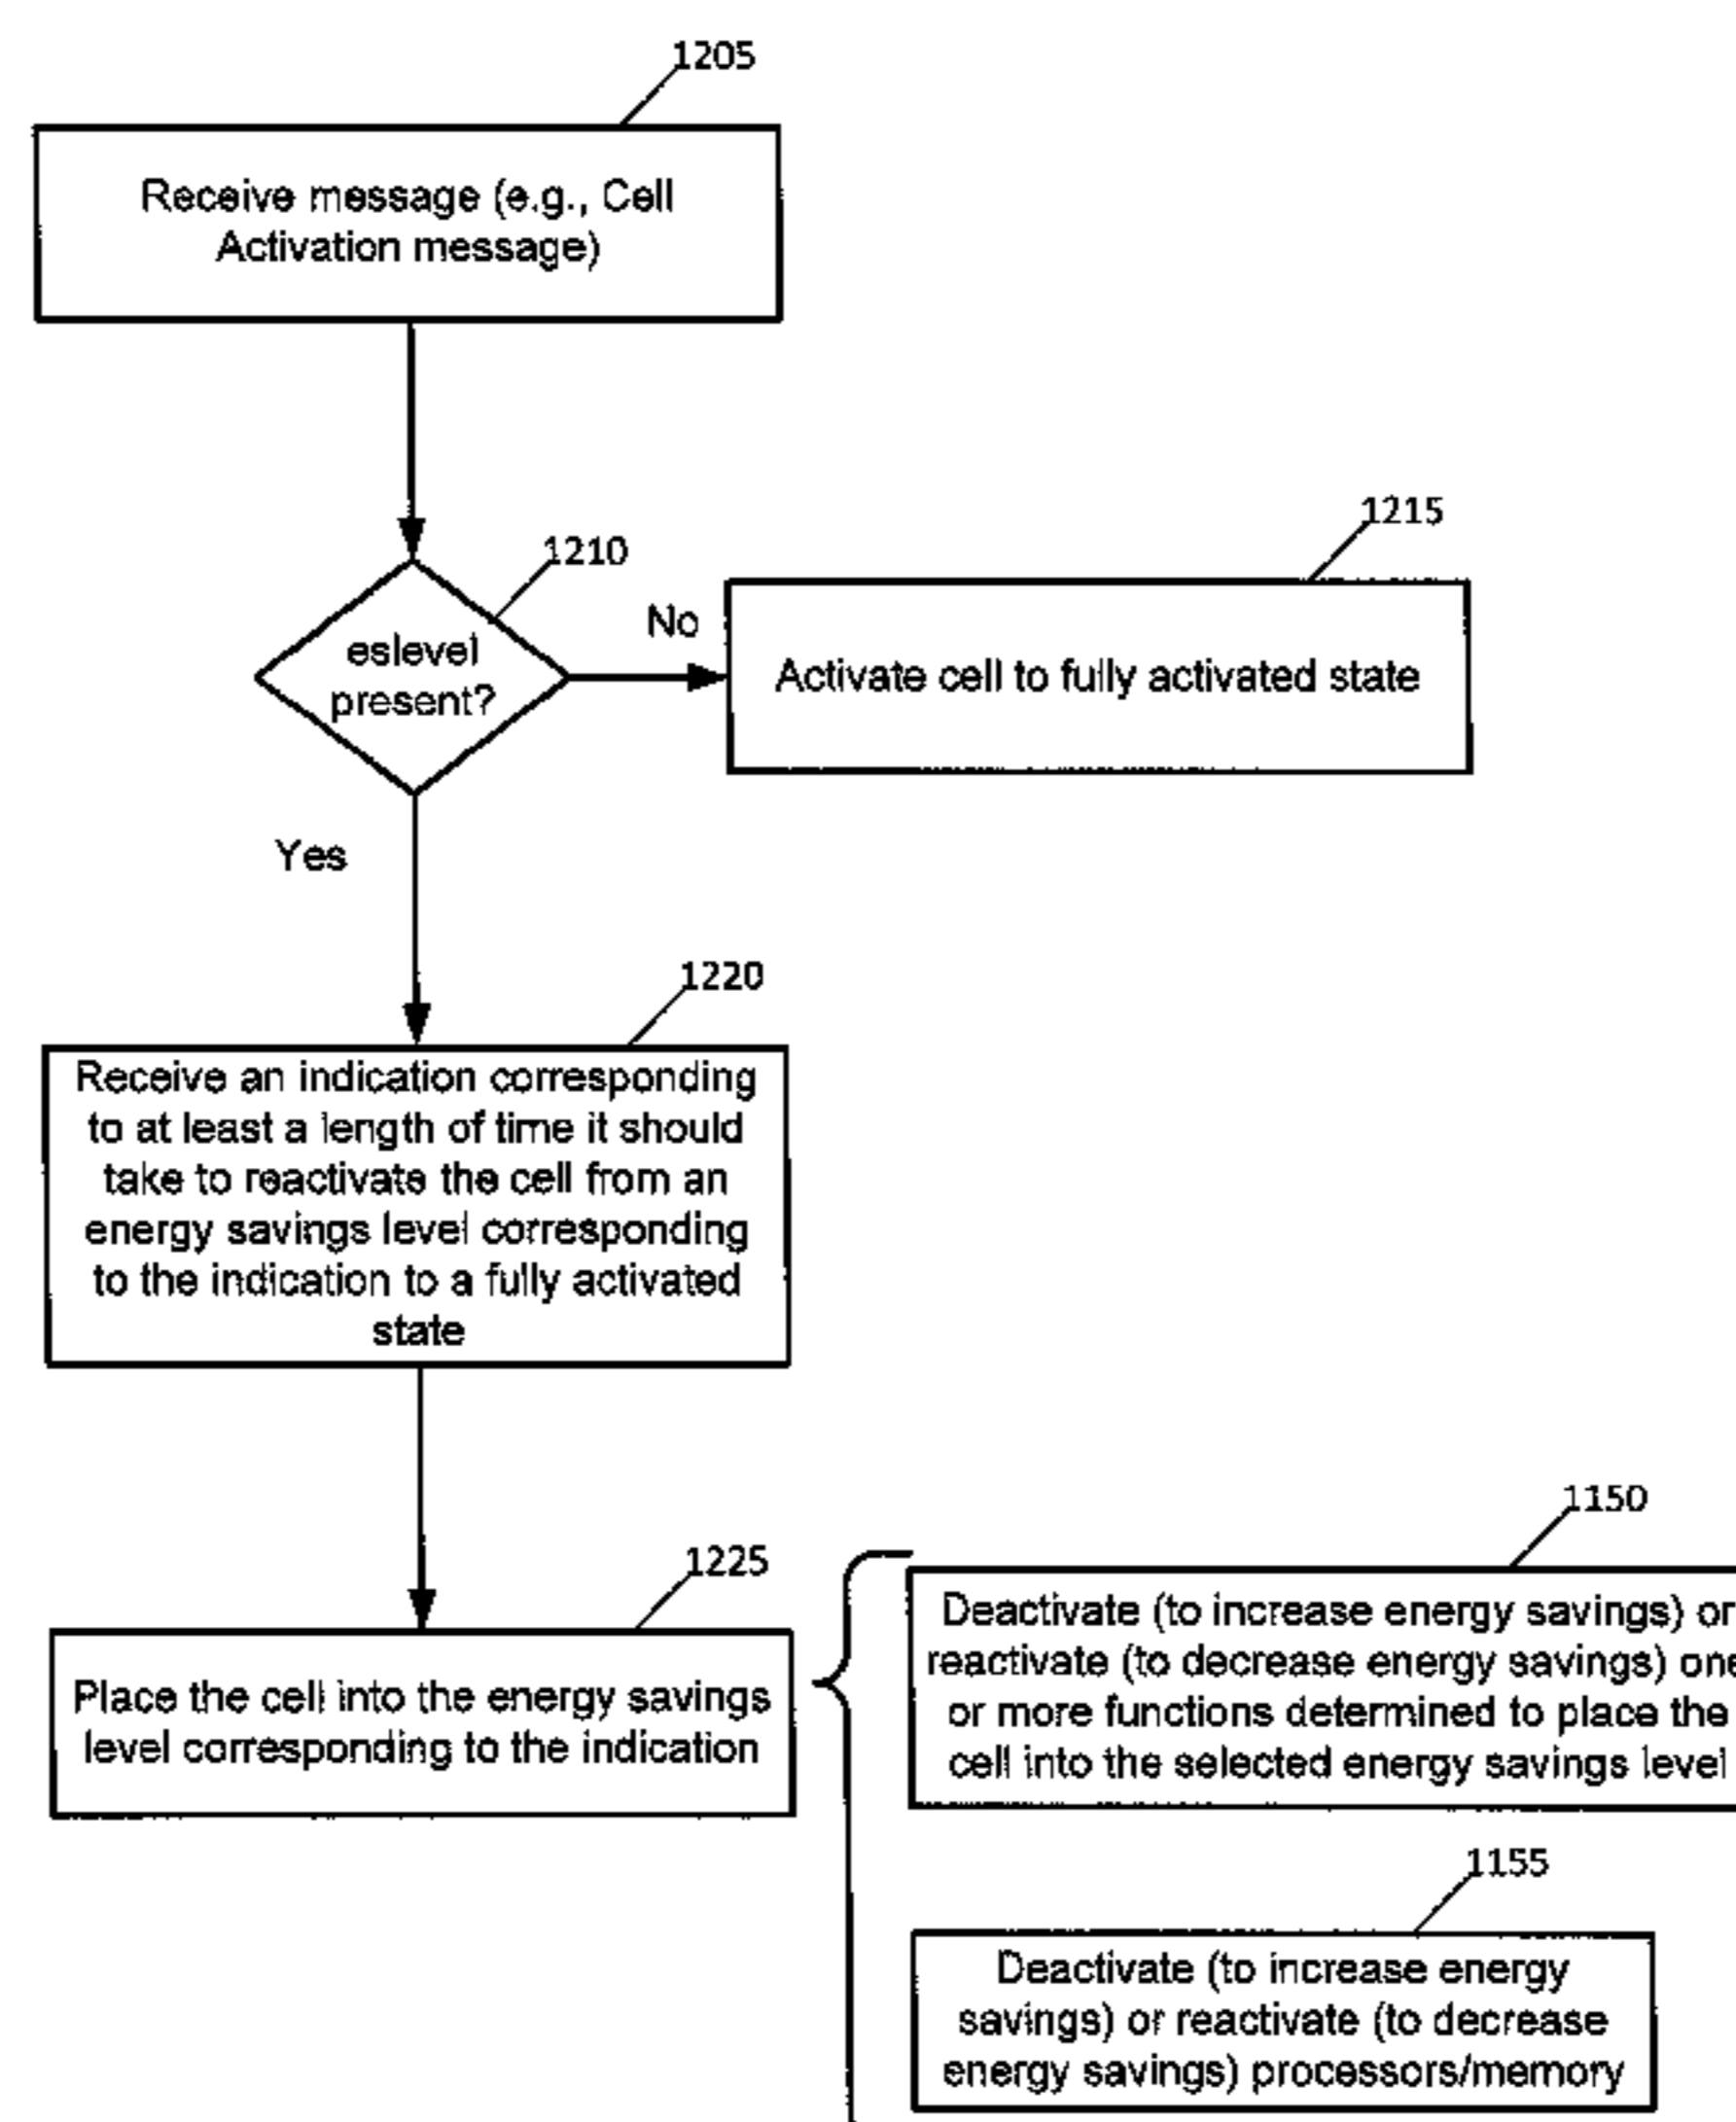 1205
Receive message (e.g., Cell
Activation message)
1210
eslevel
present?
No
1215
Activate cell to fully activated state
Yes
1220
Receive an indication corresponding
to at least a length of time it should
take to reactivate the cell from an
energy savings level corresponding
to the indication to a fully activated
state
1225
Place the cell into the energy savings
level corresponding to the indication
1150
Deactivate (to increase energy savings) or
reactivate (to decrease energy savings) one
or more functions determined to place the
cell into the selected energy savings level
1155
Deactivate (to increase energy
savings) or reactivate (to decrease
energy savings) processors/memory